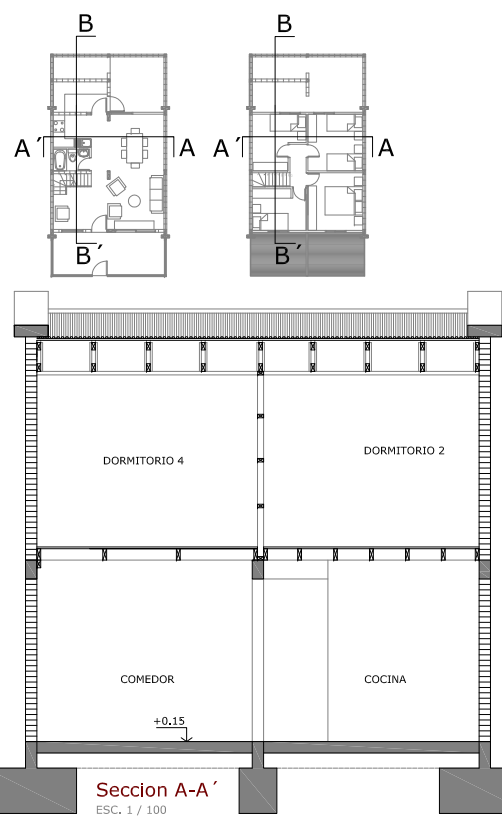 B B
A´ A A´ A
B´ B´
DORMITORIO 4
DORMITORIO 2
COMEDOR
COCINA
+0.15
Seccion A-A´
ESC. 1 / 100